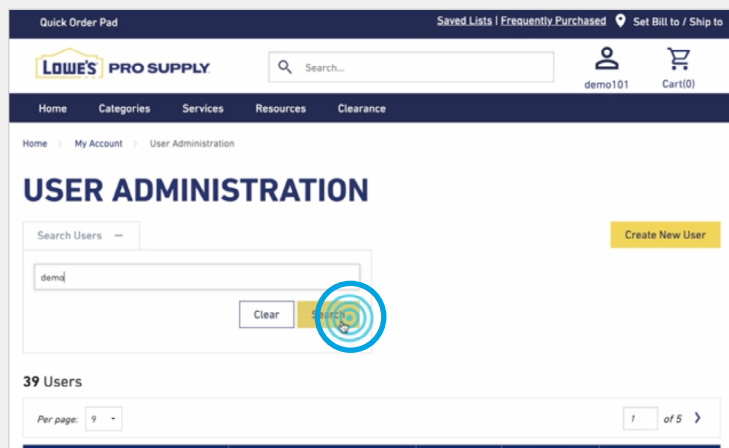 Quick Order Pad Saved Lists | Frequently Purchased Set Bill to / Ship to
LOWE'S PRO SUPPLY Search...
demo101 Cart(0)
Home Categories Services Resources Clearance
Home > My Account > User Administration
USER ADMINISTRATION
Search Users – Create New User
demo
Clear Search
39 Users
Per page: 9 1 of 5 >